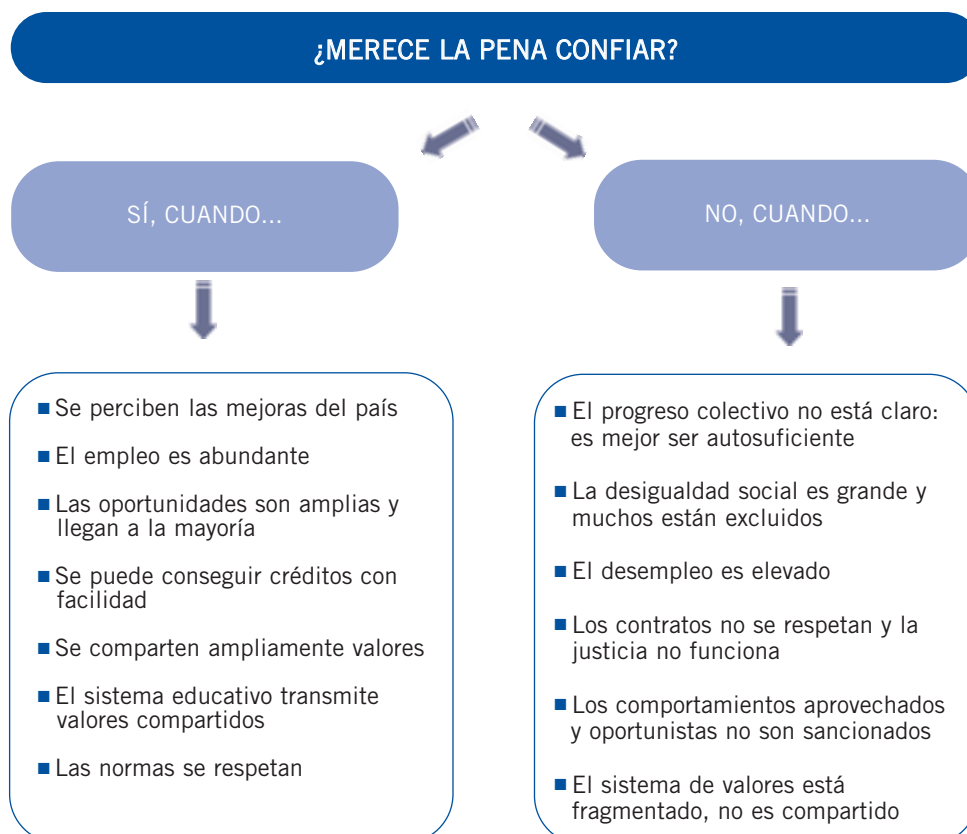 ¿MERECE LA PENA CONFIAR?
SÍ, CUANDO...
NO, CUANDO...
■ Se perciben las mejoras del país
■ El empleo es abundante
■ Las oportunidades son amplias y
llegan a la mayoría
■ Se puede conseguir créditos con
facilidad
■ Se comparten ampliamente valores
■ El sistema educativo transmite
valores compartidos
■ Las normas se respetan
■ El progreso colectivo no está claro:
es mejor ser autosuficiente
■ La desigualdad social es grande y
muchos están excluidos
■ El desempleo es elevado
■ Los contratos no se respetan y la
justicia no funciona
■ Los comportamientos aprovechados
y oportunistas no son sancionados
■ El sistema de valores está
fragmentado, no es compartido